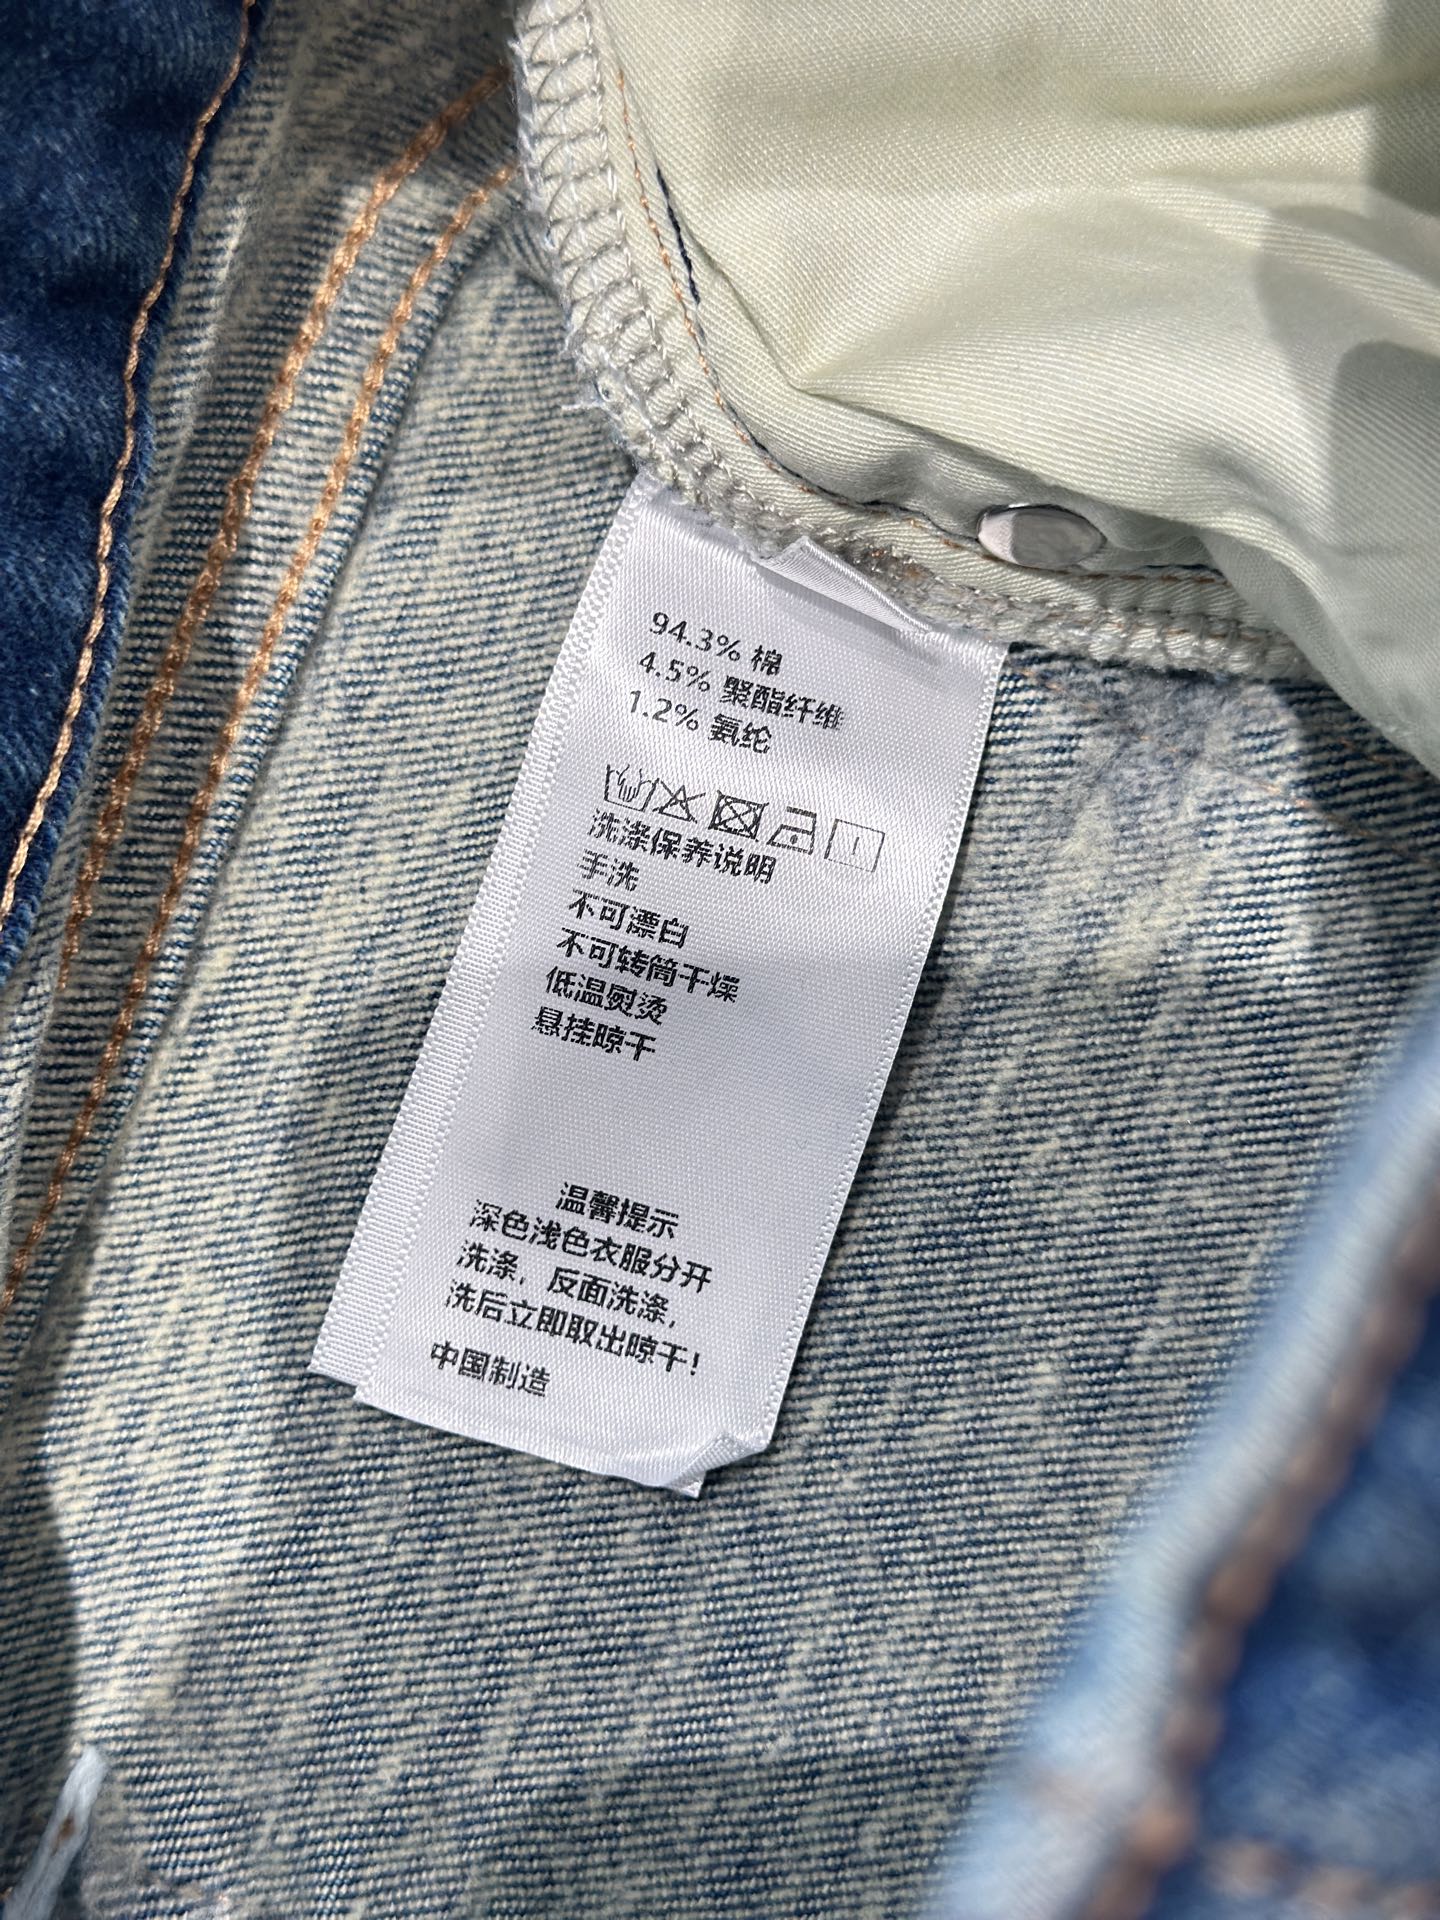 94.3% 棉
4.5% 聚酯纤维
1.2% 氨纶
洗涤保养说明
手洗
不可漂白
不可转筒干燥
低温熨烫
悬挂晾干
温馨提示
深色浅色衣服分开
洗涤，反面洗涤，
洗后立即取出晾干!
中国制造